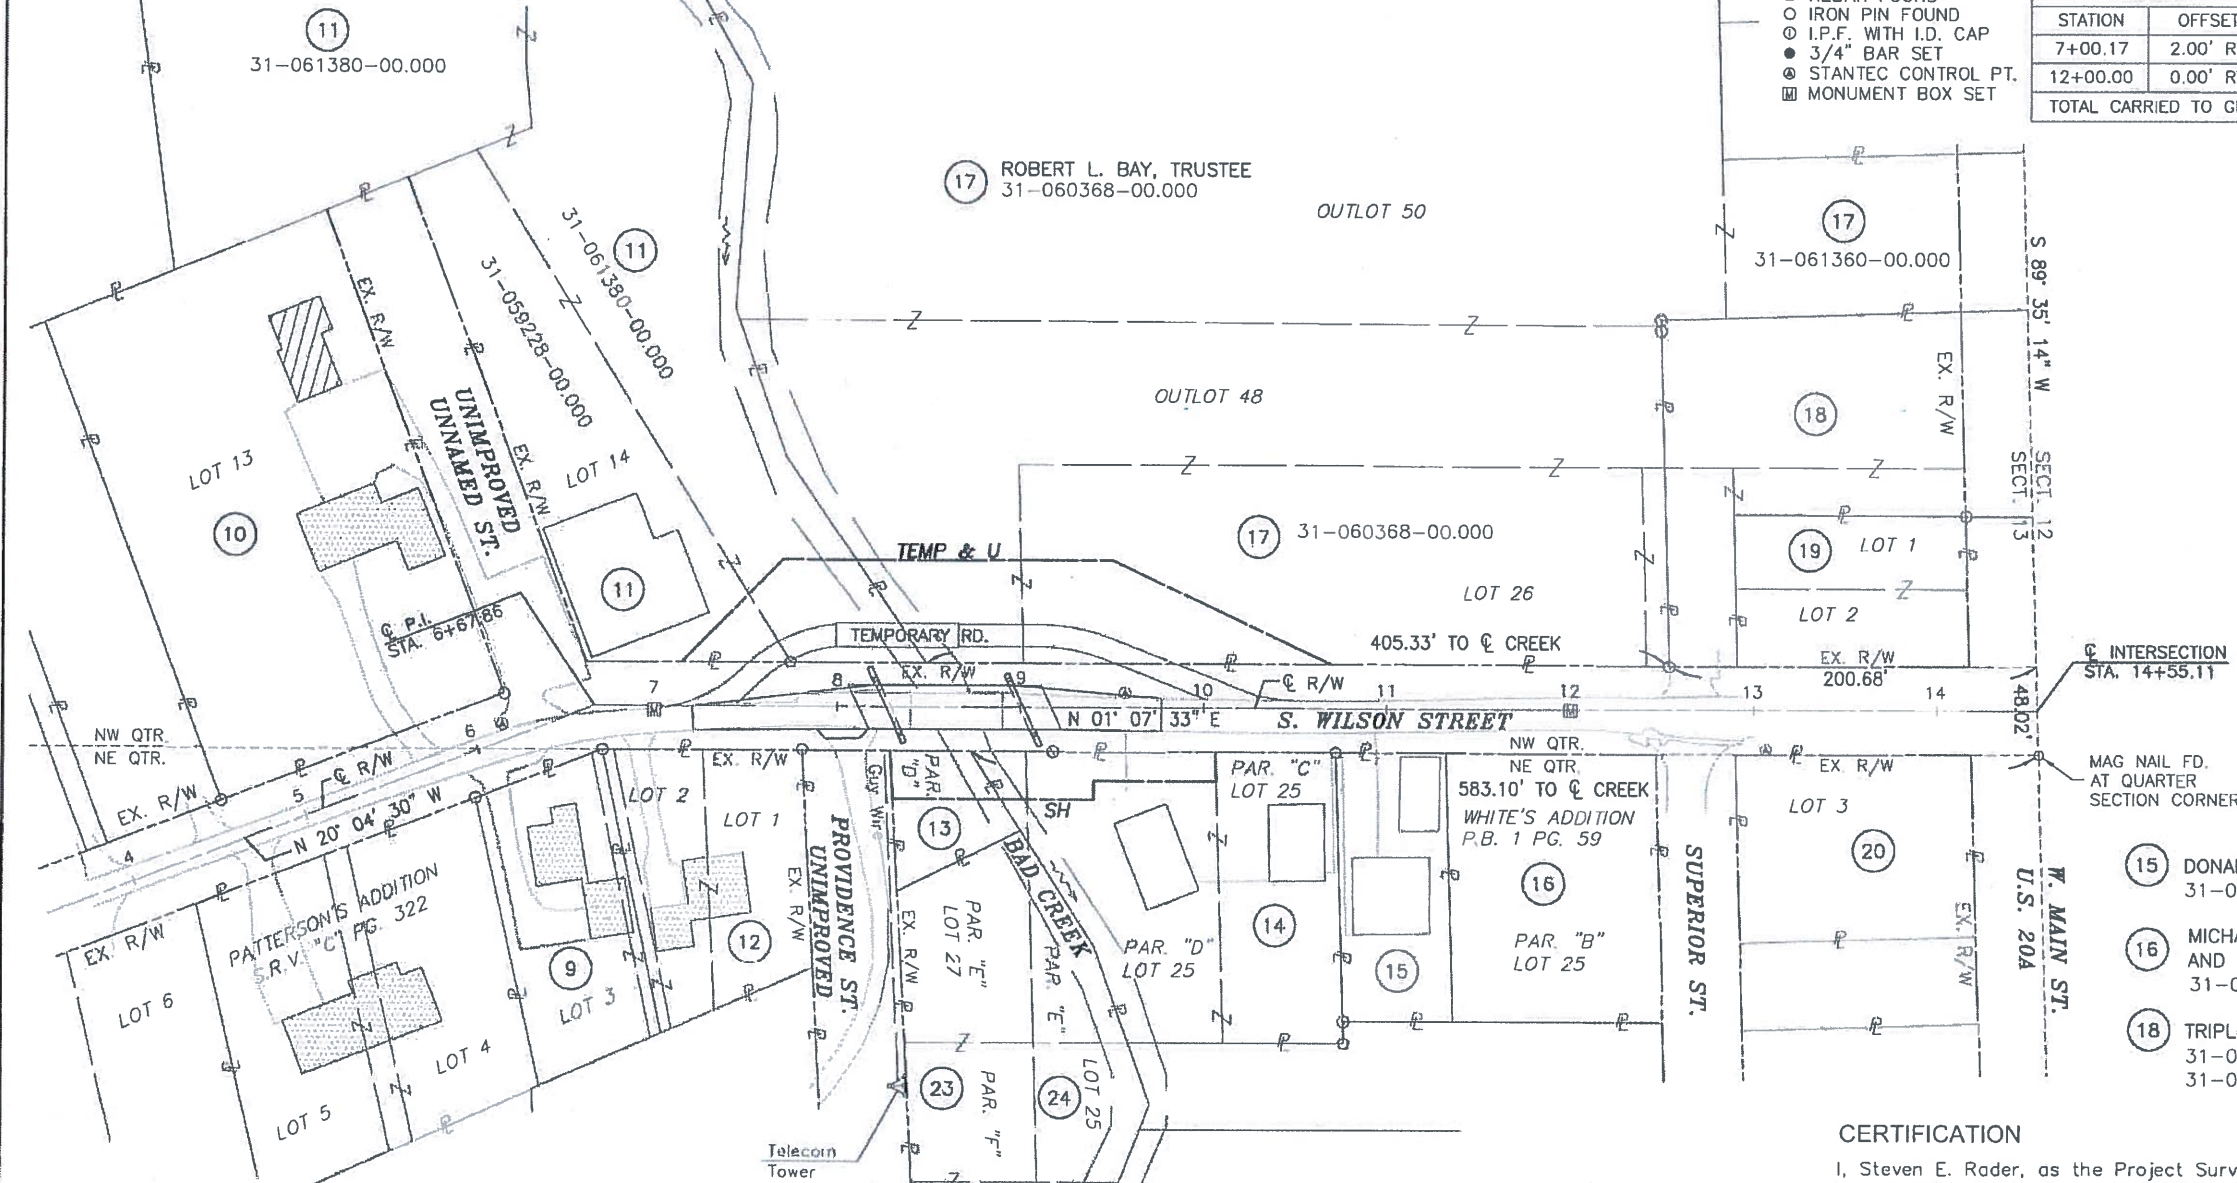 11
31-061380-00.000
IRON PIN FOUND
I.P.F. WITH I.D. CAP
3/4" BAR SET
STANTEC CONTROL PT.
MONUMENT BOX SET
STATION
7+00.17
2.00' R
12+00.00
0.00' R
TOTAL CARRIED TO
17
ROBERT L. BAY, TRUSTEE
31-060368-00.000
OUTLOT 50
17
31-061360-00.000
11
31-061380-00.000
31-059228-00.000
S 89° 35' 14" W
EX. R/W
UNIMPROVED
UNNAMED ST.
EX. R/W
LOT 14
LOT 13
10
11
OUTLOT 48
18
EX. R/W
SECT. 12
SECT. 13
17
31-060368-00.000
19
LOT 1
LOT 2
LOT 26
TEMP & U
TEMPORARY RD.
405.33' TO ℄ CREEK
EX. R/W
200.68'
℄ INTERSECTION
STA. 14+55.11
℄ P.I.
STA. 6+67.86
EX. R/W
℄ R/W
4
5
6
7
8
9
10
11
12
13
14
N 01° 07' 33" E
S. WILSON STREET
48.02'
NW QTR.
NE QTR.
EX. R/W
℄ R/W
N 20° 04' 30" W
EX. R/W
NW QTR.
NE QTR.
EX. R/W
583.10' TO ℄ CREEK
WHITE'S ADDITION
P.B. 1 PG. 59
MAG NAIL FD.
AT QUARTER
SECTION CORNER
PATTERSON'S ADDITION
S.R.V. "C" PG. 322
EX. R/W
LOT 6
LOT 5
LOT 4
9
LOT 3
LOT 2
LOT 1
12
EX. R/W
PROVIDENCE ST.
UNIMPROVED
Guy Wire
PAR.
"D"
13
SH
BAD CREEK
EX. R/W
PAR. "E"
LOT 27
PAR. "E"
LOT 25
PAR. "D"
LOT 25
PAR. "C"
LOT 25
14
15
16
PAR. "B"
LOT 25
SUPERIOR ST.
LOT 3
20
EX. R/W
W. MAIN ST.
U.S. 20A
23
PAR. "F"
24
Telecom
Tower
15
31-0
16
AND
31-0
18
31-0
31-0
CERTIFICATION
I, Steven E. Rader, as the Project Surv